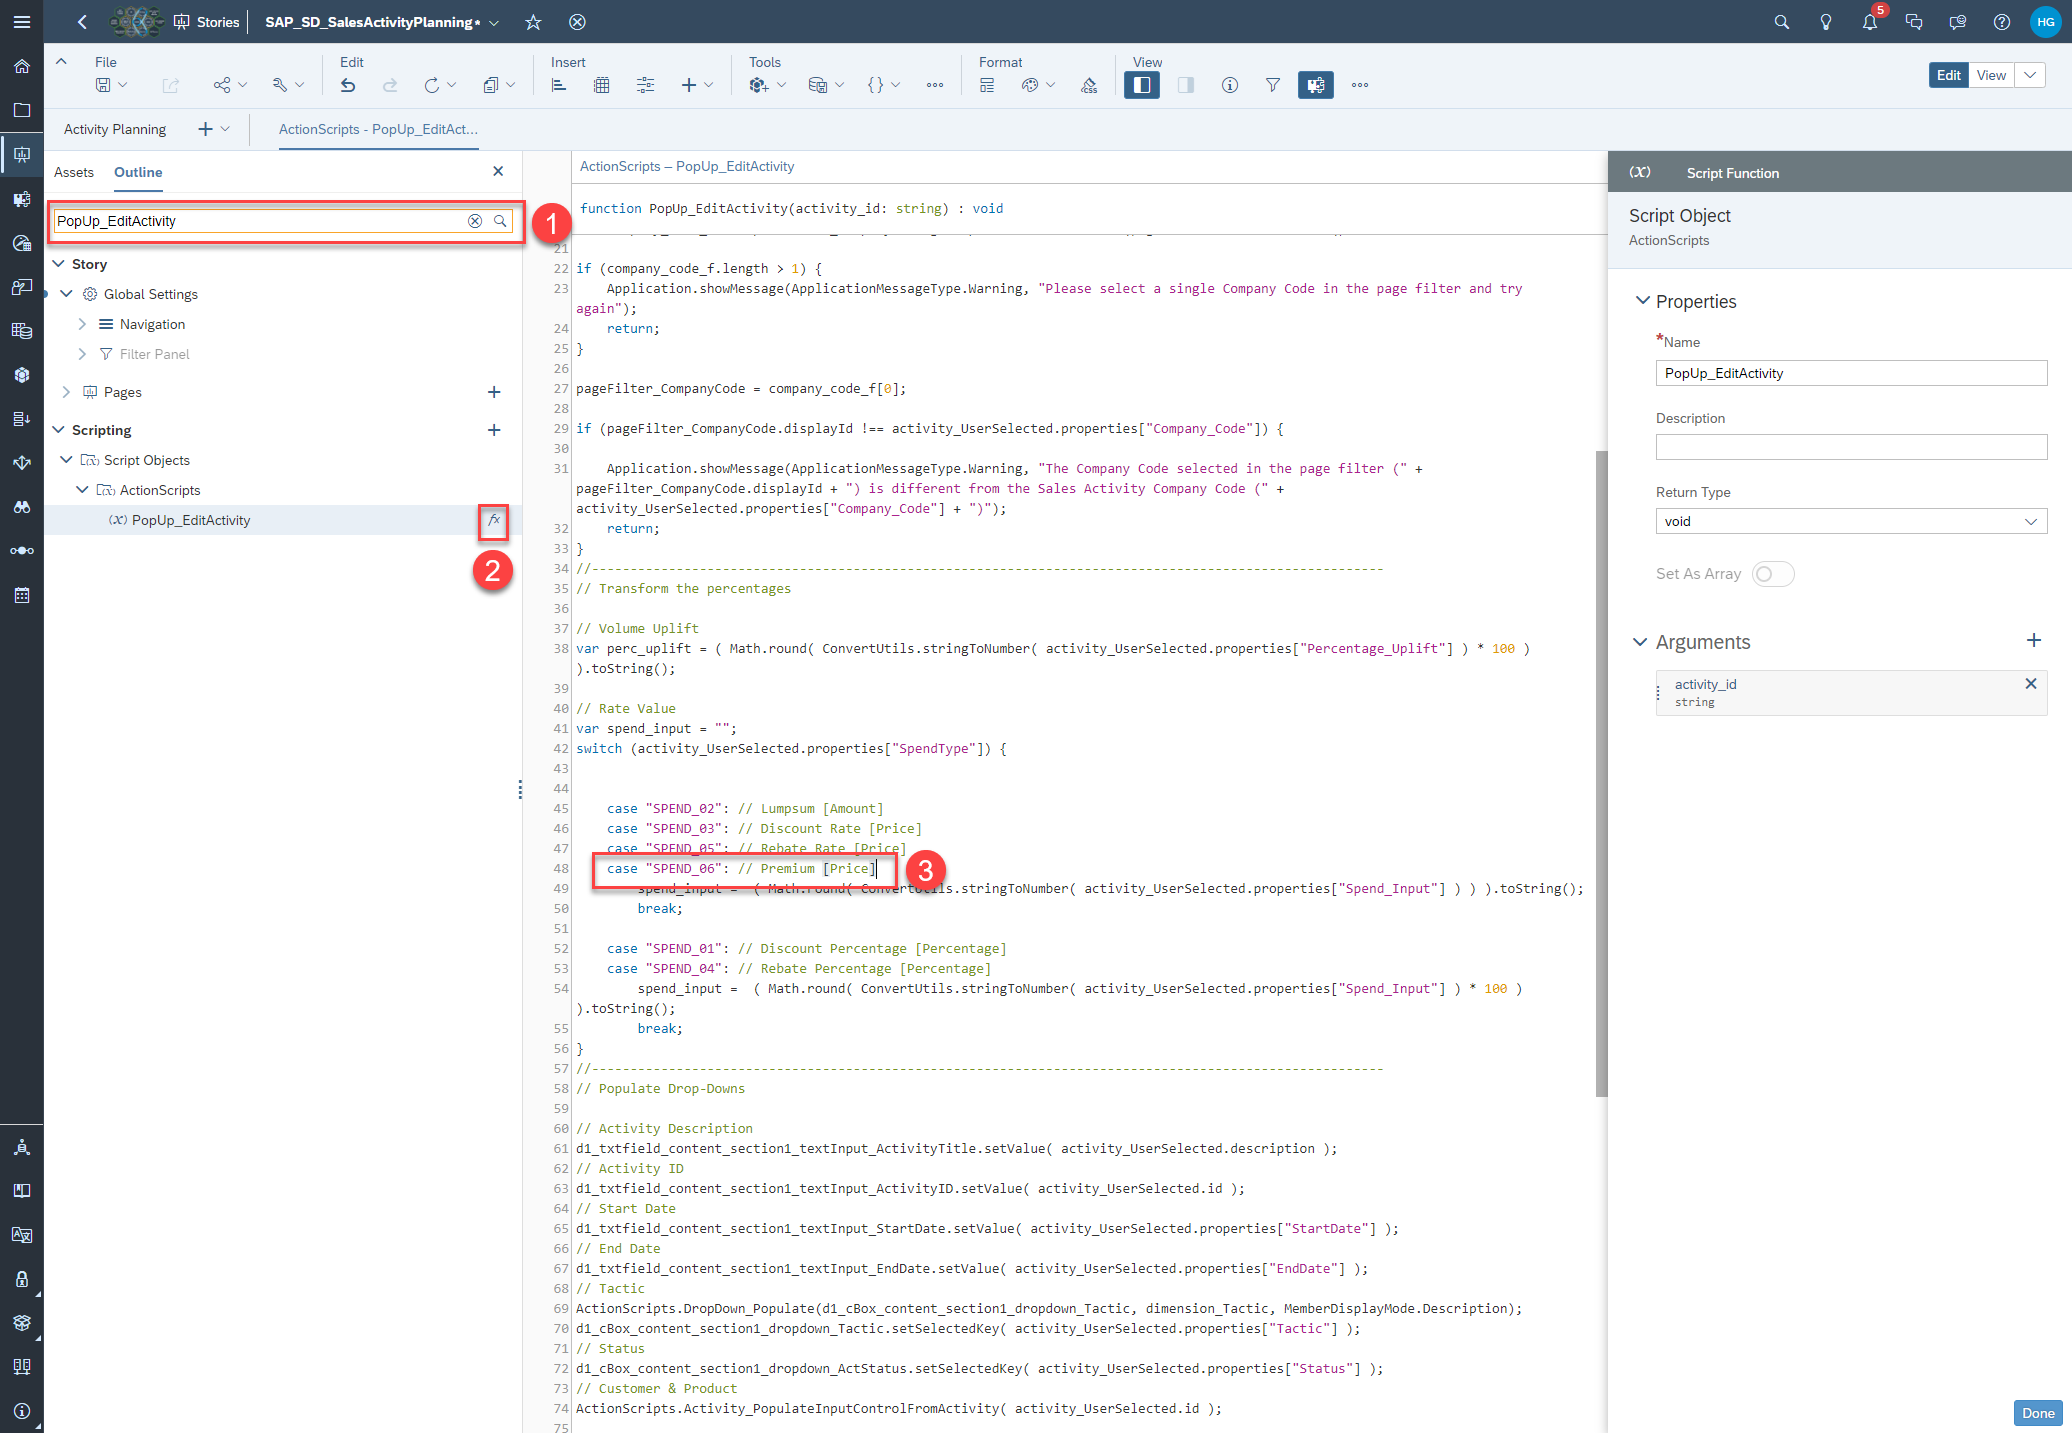 Stories
SAP_SD_SalesActivityPlanning*
5
HG
File
Edit
Insert
Tools
Format
View
CSS
Edit
View
Activity Planning
ActionScripts - PopUp_EditAct...
Assets
Outline
PopUp_EditActivity
1
Story
Global Settings
Navigation
Filter Panel
Pages
Scripting
Script Objects
ActionScripts
(X) PopUp_EditActivity
fx
2
ActionScripts – PopUp_EditActivity
function PopUp_EditActivity(activity_id: string) : void
21
22 if (company_code_f.length > 1) {
23 Application.showMessage(ApplicationMessageType.Warning, "Please select a single Company Code in the page filter and try
again");
24 return;
25 }
26
27 pageFilter_CompanyCode = company_code_f[0];
28
29 if (pageFilter_CompanyCode.displayId !== activity_UserSelected.properties["Company_Code"]) {
30
31 Application.showMessage(ApplicationMessageType.Warning, "The Company Code selected in the page filter (" +
pageFilter_CompanyCode.displayId + ") is different from the Sales Activity Company Code (" +
activity_UserSelected.properties["Company_Code"] + ")");
32 return;
33 }
34 //-------------------------------------------------------------------------------------------------------
35 // Transform the percentages
36
37 // Volume Uplift
38 var perc_uplift = ( Math.round( ConvertUtils.stringToNumber( activity_UserSelected.properties["Percentage_Uplift"] ) * 100 )
).toString();
39
40 // Rate Value
41 var spend_input = "";
42 switch (activity_UserSelected.properties["SpendType"]) {
43
44
45 case "SPEND_02": // Lumpsum [Amount]
46 case "SPEND_03": // Discount Rate [Price]
47 case "SPEND_05": // Rebate Rate [Price]
48 case "SPEND_06": // Premium [Price]
3
49 spend_input = ( Math.round( ConvertUtils.stringToNumber( activity_UserSelected.properties["Spend_Input"] ) ) ).toString();
50 break;
51
52 case "SPEND_01": // Discount Percentage [Percentage]
53 case "SPEND_04": // Rebate Percentage [Percentage]
54 spend_input = ( Math.round( ConvertUtils.stringToNumber( activity_UserSelected.properties["Spend_Input"] ) * 100 )
).toString();
55 break;
56 }
57 //-------------------------------------------------------------------------------------------------------
58 // Populate Drop-Downs
59
60 // Activity Description
61 d1_txtfield_content_section1_textInput_ActivityTitle.setValue( activity_UserSelected.description );
62 // Activity ID
63 d1_txtfield_content_section1_textInput_ActivityID.setValue( activity_UserSelected.id );
64 // Start Date
65 d1_txtfield_content_section1_textInput_StartDate.setValue( activity_UserSelected.properties["StartDate"] );
66 // End Date
67 d1_txtfield_content_section1_textInput_EndDate.setValue( activity_UserSelected.properties["EndDate"] );
68 // Tactic
69 ActionScripts.DropDown_Populate(d1_cBox_content_section1_dropdown_Tactic, dimension_Tactic, MemberDisplayMode.Description);
70 d1_cBox_content_section1_dropdown_Tactic.setSelectedKey( activity_UserSelected.properties["Tactic"] );
71 // Status
72 d1_cBox_content_section1_dropdown_ActStatus.setSelectedKey( activity_UserSelected.properties["Status"] );
73 // Customer & Product
74 ActionScripts.Activity_PopulateInputControlFromActivity( activity_UserSelected.id );
75
(X) Script Function
Script Object
ActionScripts
Properties
*Name
PopUp_EditActivity
Description
Return Type
void
Set As Array
Arguments
activity_id
string
Done